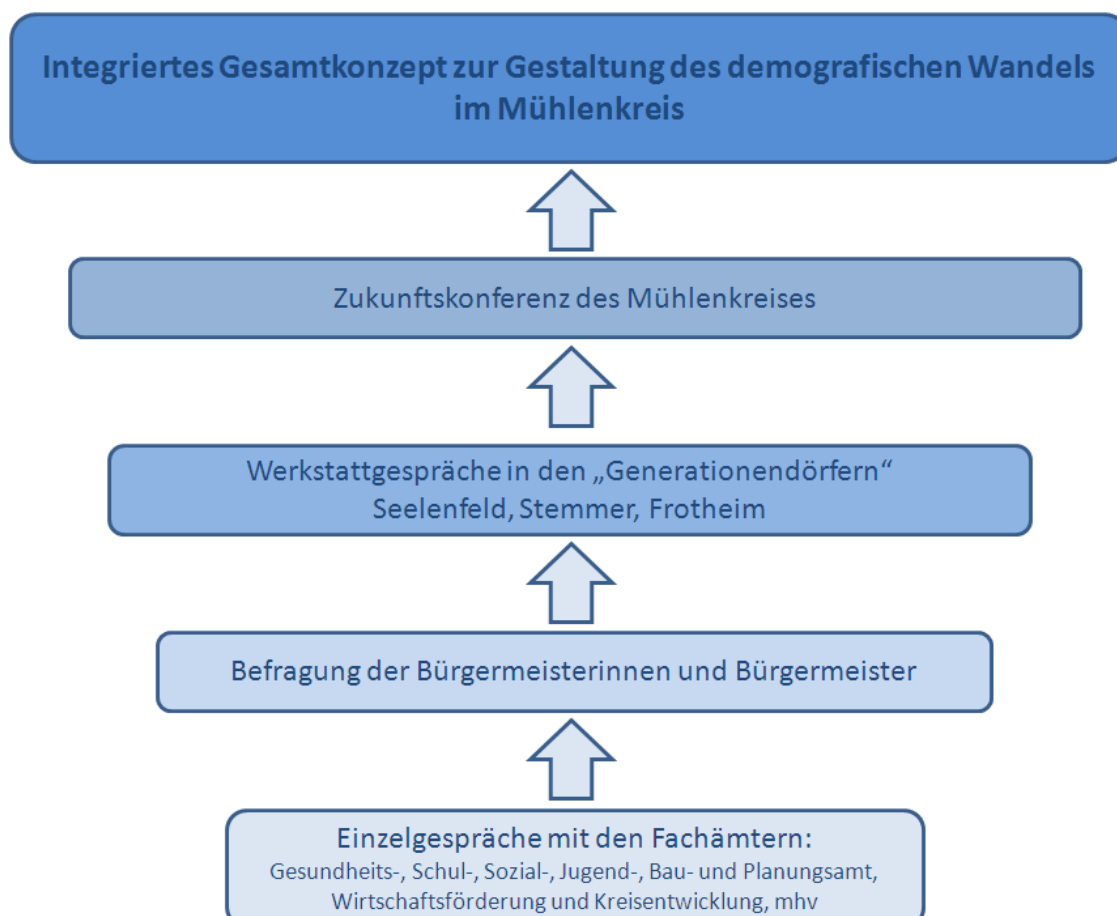 Integriertes Gesamtkonzept zur Gestaltung des demografischen Wandels
im Mühlenkreis
Zukunftskonferenz des Mühlenkreises
Werkstattgespräche in den „Generationendörfern“
Seelenfeld, Stemmer, Frotheim
Befragung der Bürgermeisterinnen und Bürgermeister
Einzelgespräche mit den Fachämtern:
Gesundheits-, Schul-, Sozial-, Jugend-, Bau- und Planungsamt,
Wirtschaftsförderung und Kreisentwicklung, mhv